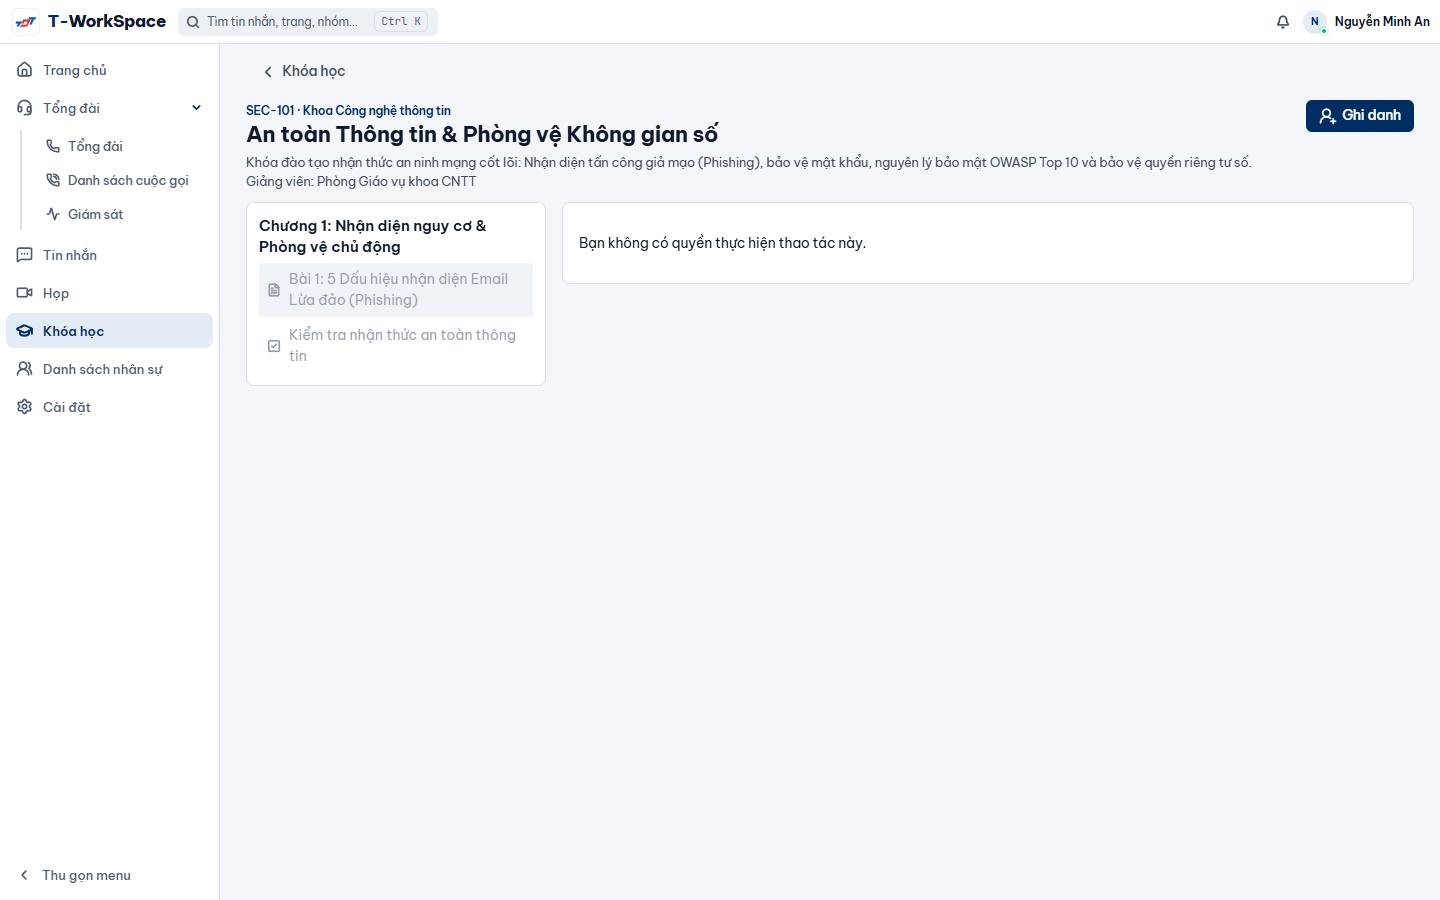 TDT T-WorkSpace
Tìm tin nhắn, trang, nhóm... Ctrl K
N Nguyễn Minh An
Trang chủ
Tổng đài
Tổng đài
Danh sách cuộc gọi
Giám sát
Tin nhắn
Họp
Khóa học
Danh sách nhân sự
Cài đặt
Thu gọn menu
Khóa học
SEC-101 · Khoa Công nghệ thông tin
An toàn Thông tin & Phòng vệ Không gian số
Ghi danh
Khóa đào tạo nhận thức an ninh mạng cốt lõi: Nhận diện tấn công giả mạo (Phishing), bảo vệ mật khẩu, nguyên lý bảo mật OWASP Top 10 và bảo vệ quyền riêng tư số.
Giảng viên: Phòng Giáo vụ khoa CNTT
Chương 1: Nhận diện nguy cơ &
Phòng vệ chủ động
Bài 1: 5 Dấu hiệu nhận diện Email
Lừa đảo (Phishing)
Kiểm tra nhận thức an toàn thông
tin
Bạn không có quyền thực hiện thao tác này.